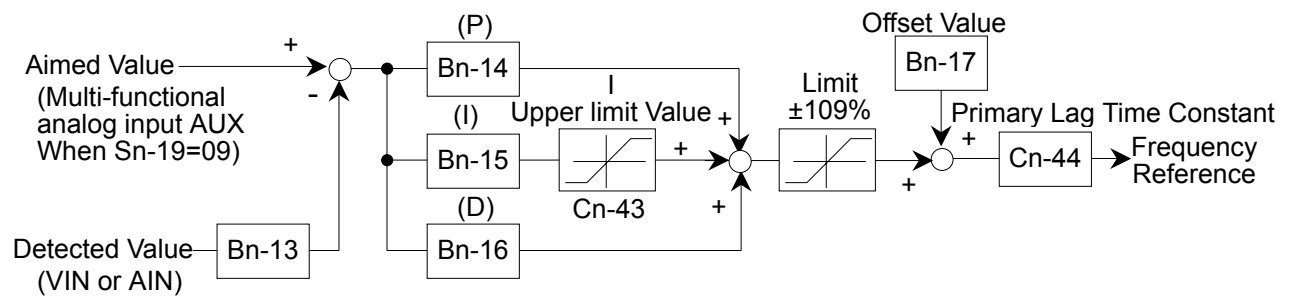 Offset Value
Bn-17
(P)
Bn-14
+
Aimed Value
-
(Multi-functional
analog input AUX
When Sn-19=09)
(I)
Bn-15
I
Upper limit Value
Cn-43
+
+
+
Limit
±109%
+
+
Primary Lag Time Constant
Cn-44
Frequency
Reference
(D)
Bn-16
Detected Value
(VIN or AIN)
Bn-13